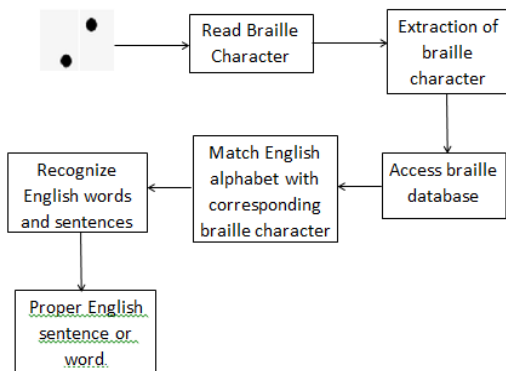 Read Braille
Character
Extraction of
braille
character
Access braille
database
Match English
alphabet with
corresponding
braille character
Recognize
English words
and sentences
Proper English
sentence or
word.